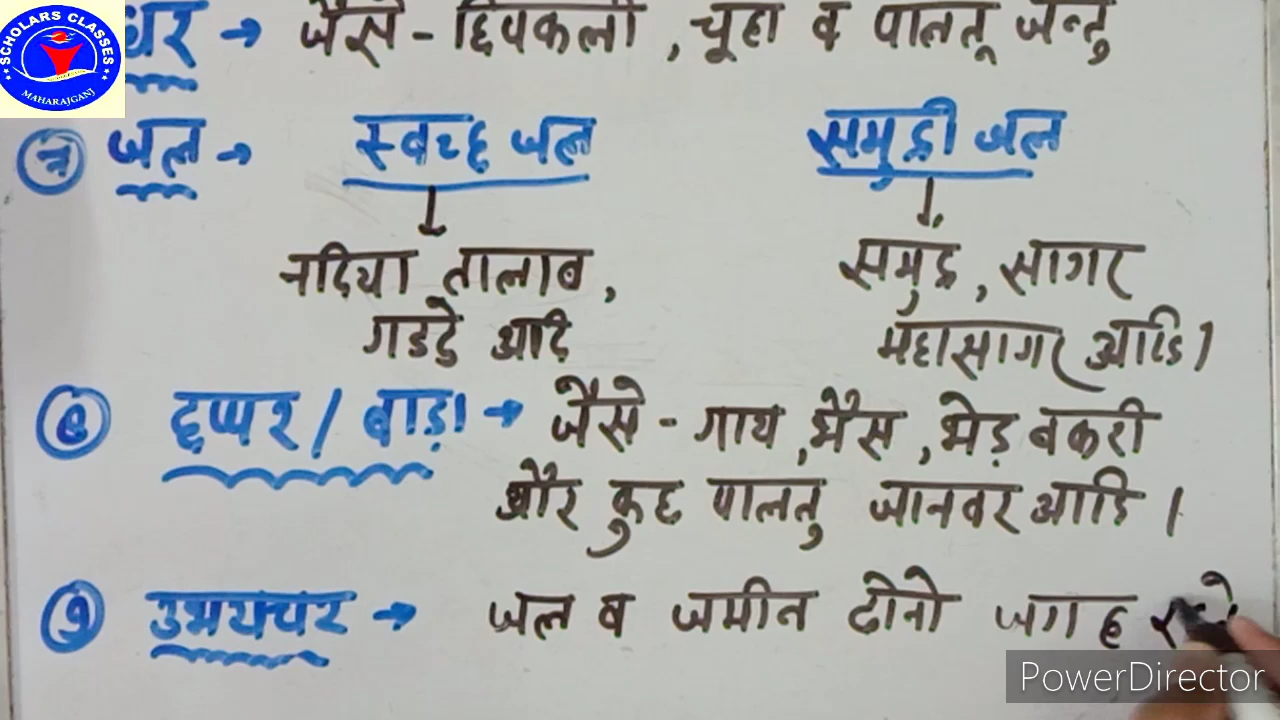 SCHOLARS CLASSES
MAHARAJGANJ
घर → जैसे - छिपकली , चूहा व पालतू जन्तु
जल → स्वच्छ जल समुद्री जल
नदिया तालाब , समुंद्र , सागर
गडडे आदि महासागर आदि ।
छप्पर / बाड़ा → जैसे - गाय , भैस , भेड़ बकरी
और कुछ पालतु जानवर आदि ।
उभयचर → जल व जमीन दोनो जगह
PowerDirector